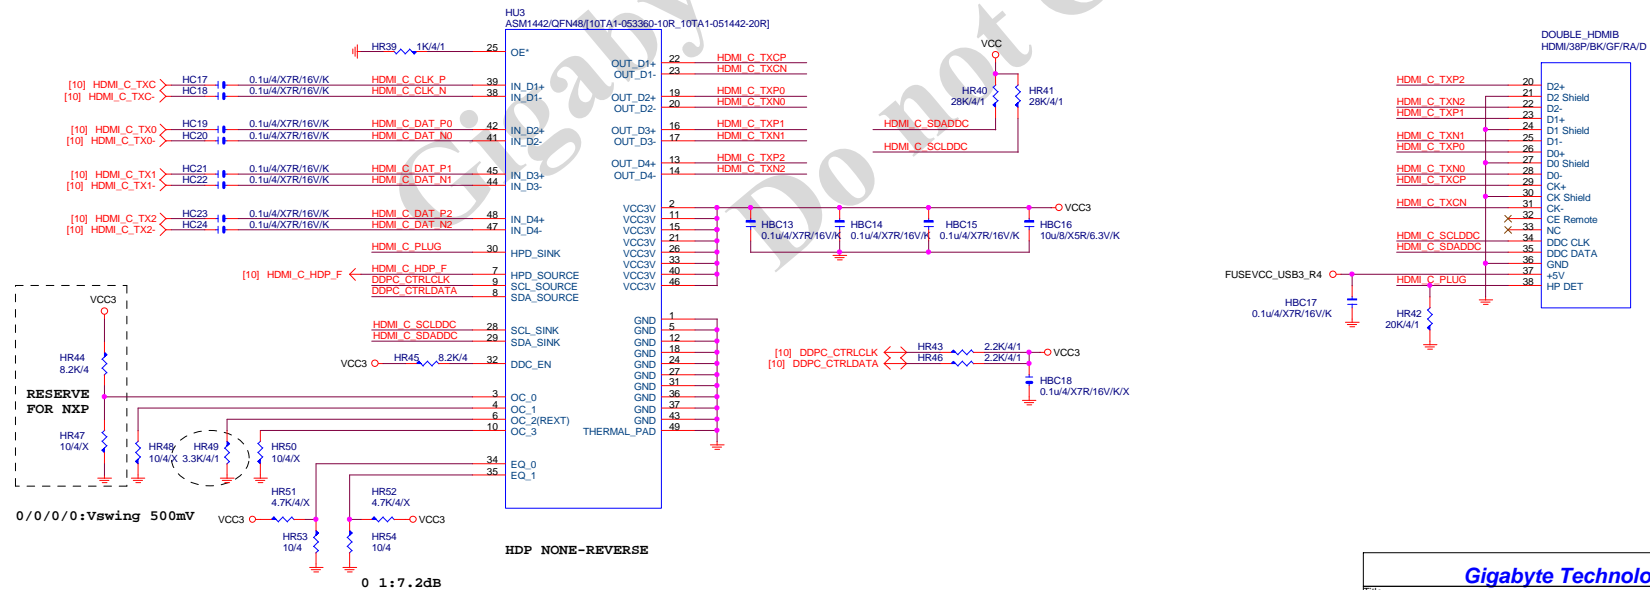 HU3
ASM1442/QFN48/[10TA1-053360-10R_10TA1-051442-20R]
HR39 1K/4/1 25 OE*
22 HDMI_C_TXCP
OUT_D1+
23 HDMI_C_TXCN
OUT_D1-
[10] HDMI_C_TXC HC17 0.1u/4/X7R/16V/K HDMI_C_CLK_P 39 IN_D1+
[10] HDMI_C_TXC- HC18 0.1u/4/X7R/16V/K HDMI_C_CLK_N 38 IN_D1-
OUT_D2+ 19 HDMI_C_TXP0
OUT_D2- 20 HDMI_C_TXN0
[10] HDMI_C_TX0 HC19 0.1u/4/X7R/16V/K HDMI_C_DAT_P0 42 IN_D2+
[10] HDMI_C_TX0- HC20 0.1u/4/X7R/16V/K HDMI_C_DAT_N0 41 IN_D2-
OUT_D3+ 16 HDMI_C_TXP1
OUT_D3- 17 HDMI_C_TXN1
OUT_D4+ 13 HDMI_C_TXP2
OUT_D4- 14 HDMI_C_TXN2
[10] HDMI_C_TX1 HC21 0.1u/4/X7R/16V/K HDMI_C_DAT_P1 45 IN_D3+
[10] HDMI_C_TX1- HC22 0.1u/4/X7R/16V/K HDMI_C_DAT_N1 44 IN_D3-
[10] HDMI_C_TX2 HC23 0.1u/4/X7R/16V/K HDMI_C_DAT_P2 48 IN_D4+
[10] HDMI_C_TX2- HC24 0.1u/4/X7R/16V/K HDMI_C_DAT_N2 47 IN_D4-
HDMI_C_PLUG 30 HPD_SINK
[10] HDMI_C_HDP_F HDMI_C_HDP_F 7 HPD_SOURCE
DDPC_CTRLCLK 9 SCL_SOURCE
DDPC_CTRLDATA 8 SDA_SOURCE
HDMI_C_SCLDDC 28 SCL_SINK
HDMI_C_SDADDC 29 SDA_SINK
VCC3 HR45 8.2K/4 32 DDC_EN
3 OC_0
4 OC_1
6 OC_2(REXT)
10 OC_3
34 EQ_0
35 EQ_1
VCC3V 2
VCC3V 11
VCC3V 15
VCC3V 21
VCC3V 26
VCC3V 33
VCC3V 40
VCC3V 46
GND 1
GND 5
GND 12
GND 18
GND 24
GND 27
GND 31
GND 36
GND 37
GND 43
THERMAL_PAD 49
VCC3
HR44
8.2K/4
RESERVE
FOR NXP
HR47
10/4/X
HR48
10/4/X
HR49
3.3K/4/1
HR50
10/4/X
0/0/0/0:Vswing 500mV
HR51
4.7K/4/X
VCC3
HR52
4.7K/4/X
VCC3
HR53
10/4
HR54
10/4
0 1:7.2dB
HDP NONE-REVERSE
VCC
HR40
28K/4/1
HR41
28K/4/1
HDMI_C_SDADDC
HDMI_C_SCLDDC
VCC3
HBC13
0.1u/4/X7R/16V/K
HBC14
0.1u/4/X7R/16V/K
HBC15
0.1u/4/X7R/16V/K
HBC16
10u/8/X5R/6.3V/K
[10] DDPC_CTRLCLK HR43 2.2K/4/1 VCC3
[10] DDPC_CTRLDATA HR46 2.2K/4/1
HBC18
0.1u/4/X7R/16V/K/X
DOUBLE_HDMIB
HDMI/38P/BK/GF/RA/D
HDMI_C_TXP2 20 D2+
21 D2 Shield
HDMI_C_TXN2 22 D2-
HDMI_C_TXP1 23 D1+
24 D1 Shield
HDMI_C_TXN1 25 D1-
HDMI_C_TXP0 26 D0+
27 D0 Shield
HDMI_C_TXN0 28 D0-
HDMI_C_TXCP 29 CK+
30 CK Shield
HDMI_C_TXCN 31 CK-
32 CE Remote
33 NC
HDMI_C_SCLDDC 34 DDC CLK
HDMI_C_SDADDC 35 DDC DATA
36 GND
FUSEVCC_USB3_R4 37 +5V
HDMI_C_PLUG 38 HP DET
HBC17
0.1u/4/X7R/16V/K
HR42
20K/4/1
Gigaby
Do not
Gigabyte Technolo